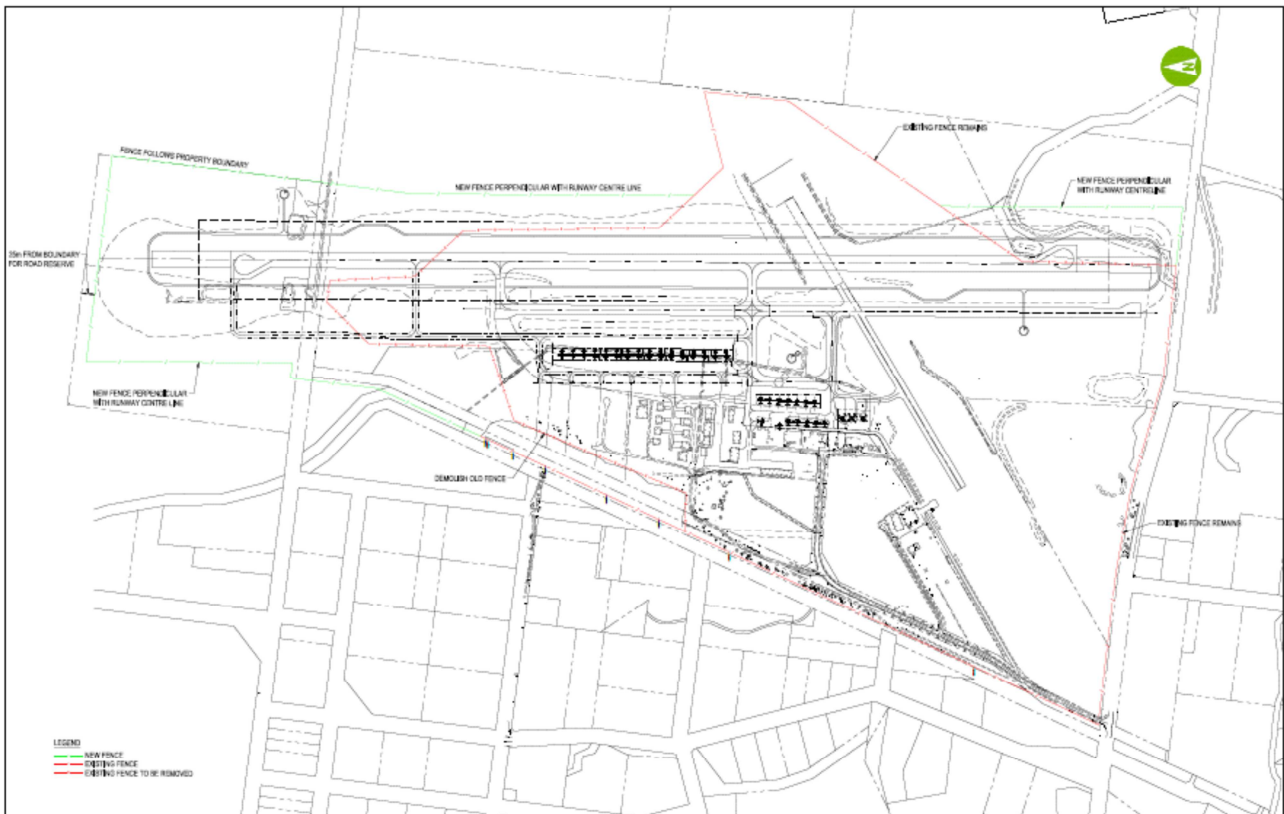 N
EXISTING FENCE REMAINS
FENCE FOLLOWS PROPERTY BOUNDARY
NEW FENCE PERPENDICULAR WITH RUNWAY CENTRE LINE
NEW FENCE PERPENDICULAR
WITH RUNWAY CENTRELINE
35m FROM BOUNDARY
FOR ROAD RESERVE
NEW FENCE PERPENDICULAR
WITH RUNWAY CENTRE LINE
DEMOLISH OLD FENCE
EXISTING FENCE REMAINS
LEGEND
NEW FENCE
EXISTING FENCE
EXISTING FENCE TO BE REMOVED